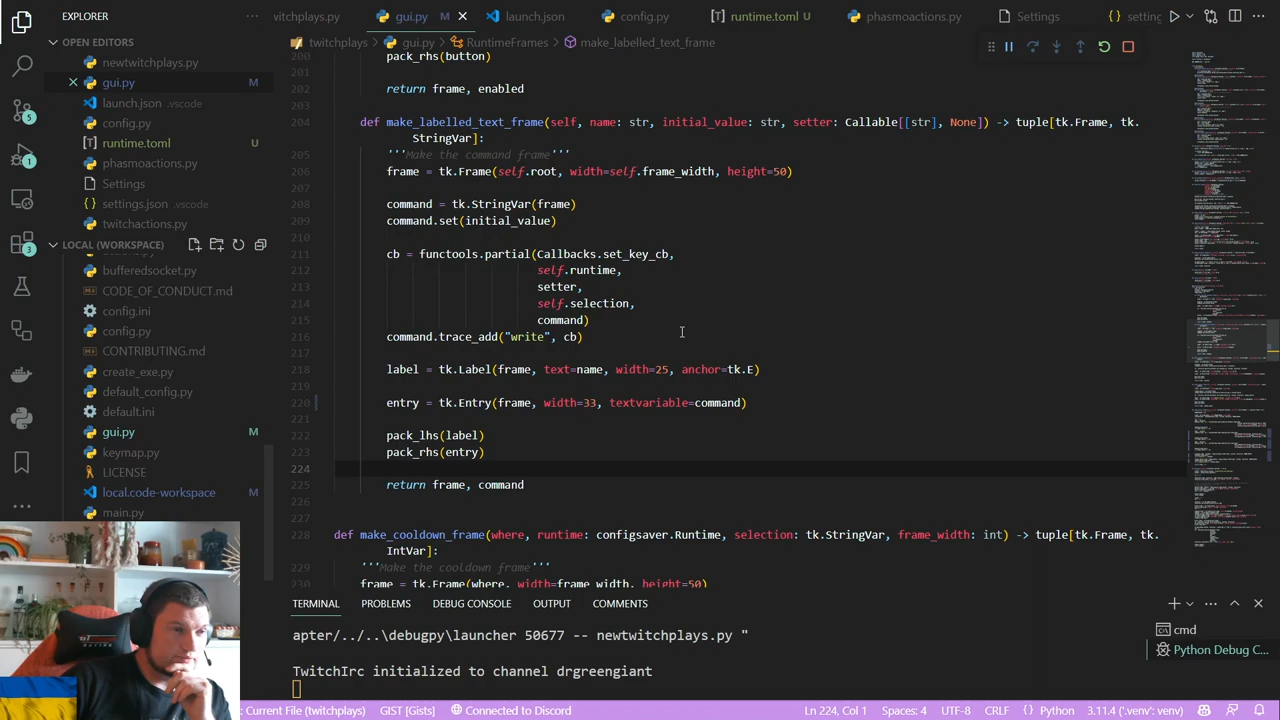 EXPLORER
vitchplays.py
gui.py M
launch.json
config.py
runtime.toml U
phasmoactions.py
Settings
OPEN EDITORS
newtwitchplays.py
gui.py M
launch.json .vscode
config.py
runtime.toml U
phasmoactions.py
Settings
settings.json .vscode
twitchactions.py
LOCAL (WORKSPACE)
bufferedsocket.py
CODE_OF_CONDUCT.md
config.ini
config.py
CONTRIBUTING.md
create_exe.py
default_config.py
default.ini
gui.py M
keymap.py
LICENSE
local.code-workspace M
main.py
5
1
3
twitchplays > gui.py > RuntimeFrames > make_labelled_text_frame
200 pack_rhs(button)
201
202 return frame, enabled
203
204 def make_labelled_text_frame(self, name: str, initial_value: str, setter: Callable[[str], None]) -> tuple[tk.Frame, tk.
StringVar]:
205 '''Make the command frame'''
206 frame = tk.Frame(self.root, width=self.frame_width, height=50)
207
208 command = tk.StringVar(frame)
209 command.set(initial_value)
210
211 cb = functools.partial(callbacks.set_key_cb,
212 self.runtime,
213 setter,
214 self.selection,
215 command)
216 command.trace_add("write", cb)
217
218 label = tk.Label(frame, text=name, width=25, anchor=tk.E)
219
220 entry = tk.Entry(frame, width=33, textvariable=command)
221
222 pack_lhs(label)
223 pack_rhs(entry)
224
225 return frame, command
226
227
228 def make_cooldown_frame(where, runtime: configsaver.Runtime, selection: tk.StringVar, frame_width: int) -> tuple[tk.Frame, tk.
IntVar]:
229 '''Make the cooldown frame'''
230 frame = tk.Frame(where, width=frame_width, height=50)
TERMINAL
PROBLEMS
DEBUG CONSOLE
OUTPUT
COMMENTS
apter/../..\debugpy\launcher 55677 -- newtwitchplays.py "
TwitchIrc initialized to channel drgreengiant
cmd
Python Debug C...
Current File (twitchplays)
GIST [Gists]
Connected to Discord
Ln 224, Col 1
Spaces: 4
UTF-8
CRLF
{ } Python
3.11.4 ('.venv': venv)